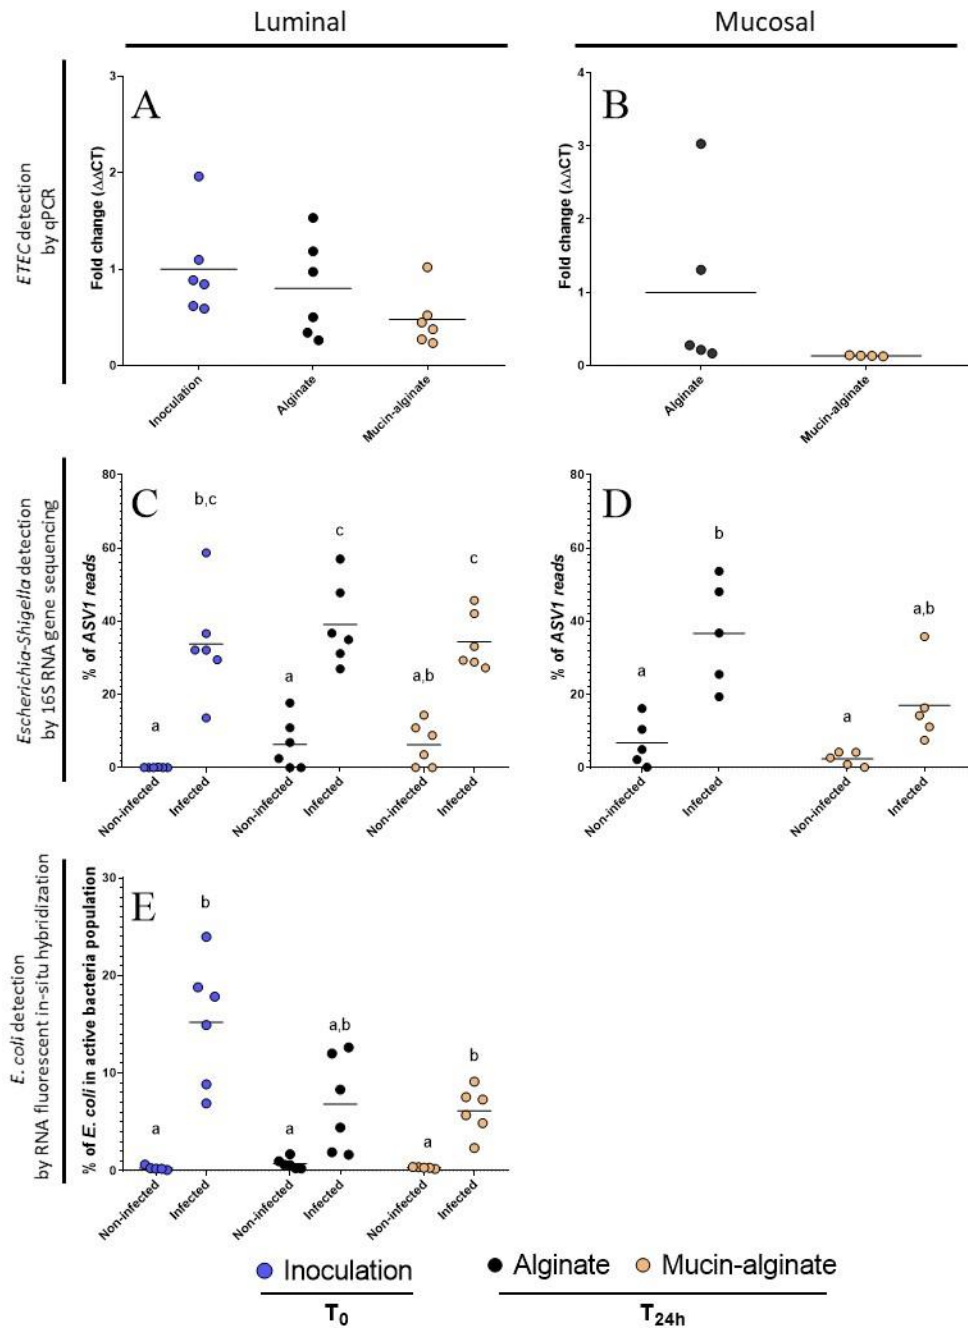 Luminal
Mucosal
ETEC detection
by qPCR
A
Fold change (ΔΔCT)
3
2
1
0
Inoculation
Alginate
Mucin-alginate
B
Fold change (ΔΔCT)
4
3
2
1
0
Alginate
Mucin-alginate
Escherichia-Shigella detection
by 16S RNA gene sequencing
C
% of ASV1 reads
80
60
40
20
0
a
b,c
a
c
a,b
c
Non-infected
Infected
Non-infected
Infected
Non-infected
Infected
D
% of ASV1 reads
80
60
40
20
0
a
b
a
a,b
Non-infected
Infected
Non-infected
Infected
E. coli detection
by RNA fluorescent in-situ hybridization
E
% of E. coli in active bacteria population
30
20
10
0
a
b
a
a,b
a
b
Non-infected
Infected
Non-infected
Infected
Non-infected
Infected
Inoculation
Alginate
Mucin-alginate
T0
T24h